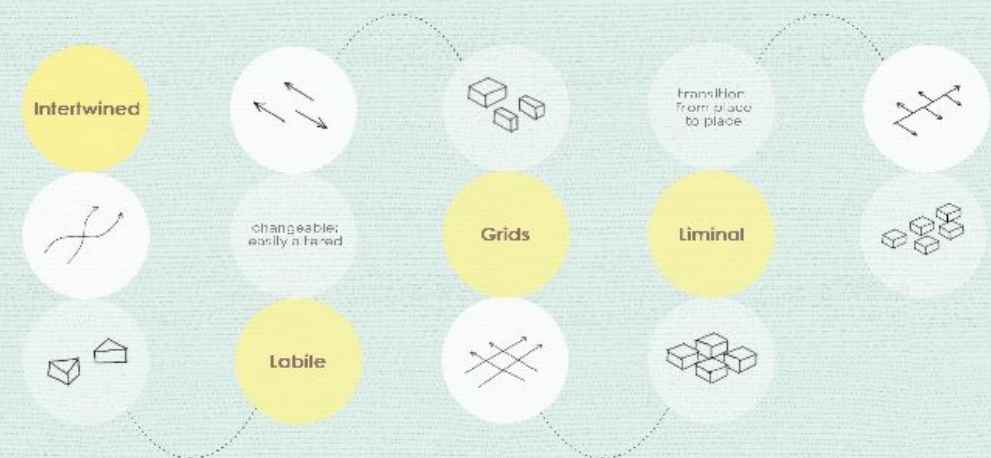 Intertwined
transition
from place
to place
changeable;
easily altered
Grids
Liminal
Labile